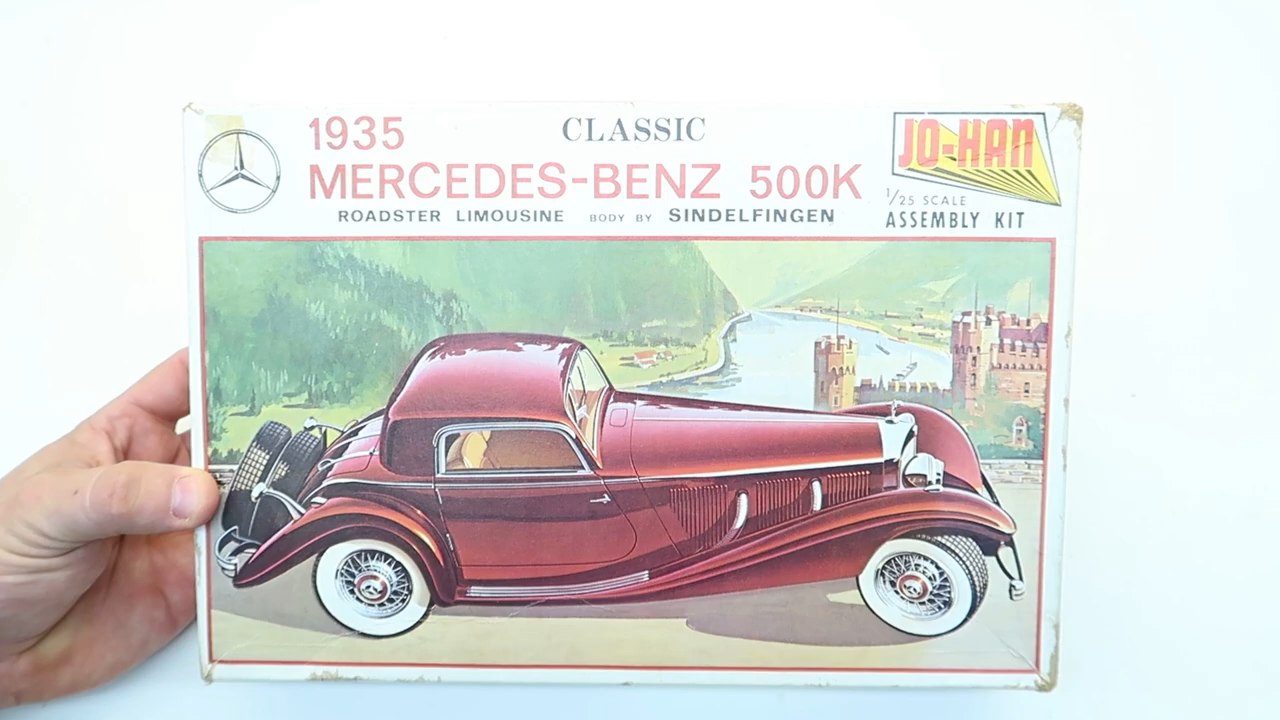 1935
CLASSIC
JO-HAN
MERCEDES-BENZ 500K
1/25 SCALE
ROADSTER LIMOUSINE BODY BY SINDELFINGEN
ASSEMBLY KIT